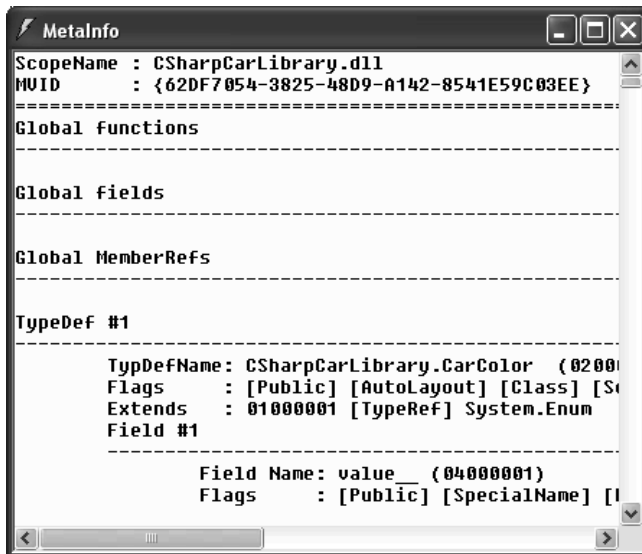 MetaInfo
ScopeName : CSharpCarLibrary.dll
MVID      : {62DF7054-3825-48D9-A142-8541E59C03EE}
=====================================================
Global functions
-----------------------------------------------------
Global fields
-----------------------------------------------------
Global MemberRefs
-----------------------------------------------------
TypeDef #1
-----------------------------------------------------
TypDefName: CSharpCarLibrary.CarColor  (0200
Flags     : [Public] [AutoLayout] [Class] [S
Extends   : 01000001 [TypeRef] System.Enum
Field #1
---------------------------------------------
Field Name: value__ (04000001)
Flags     : [Public] [SpecialName] [